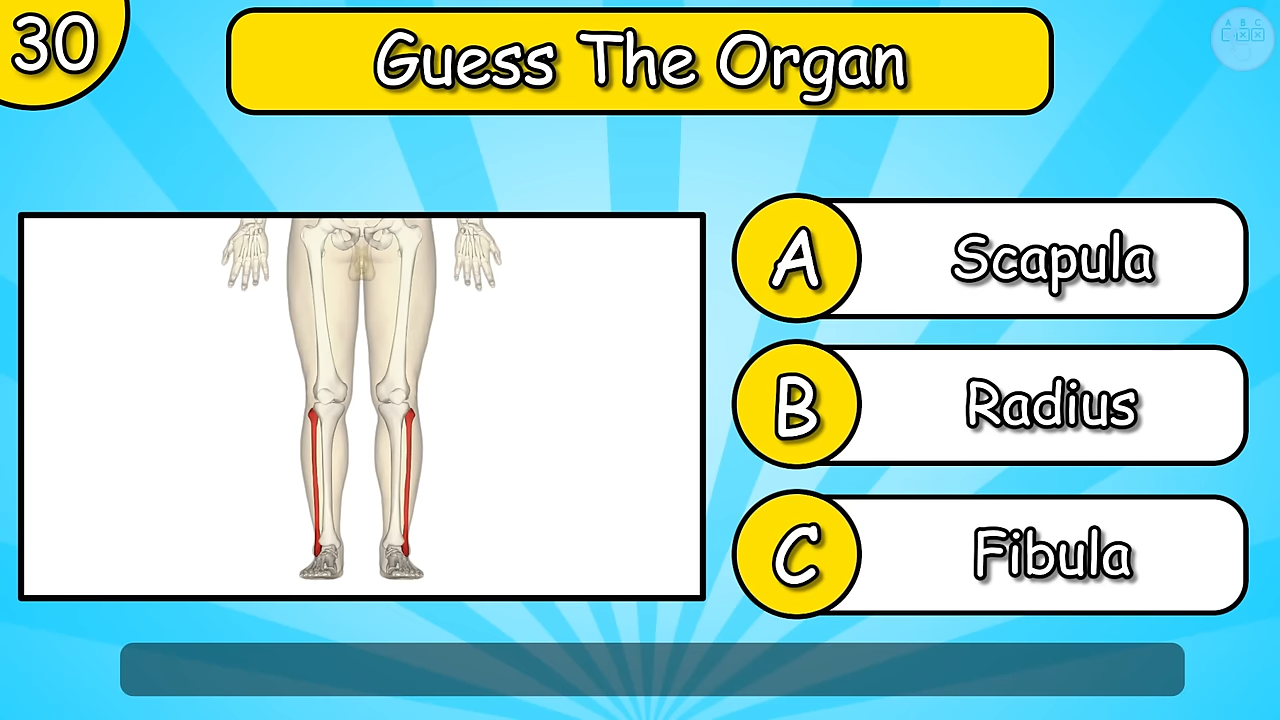 30
Guess The Organ
A B C
A
Scapula
B
Radius
C
Fibula